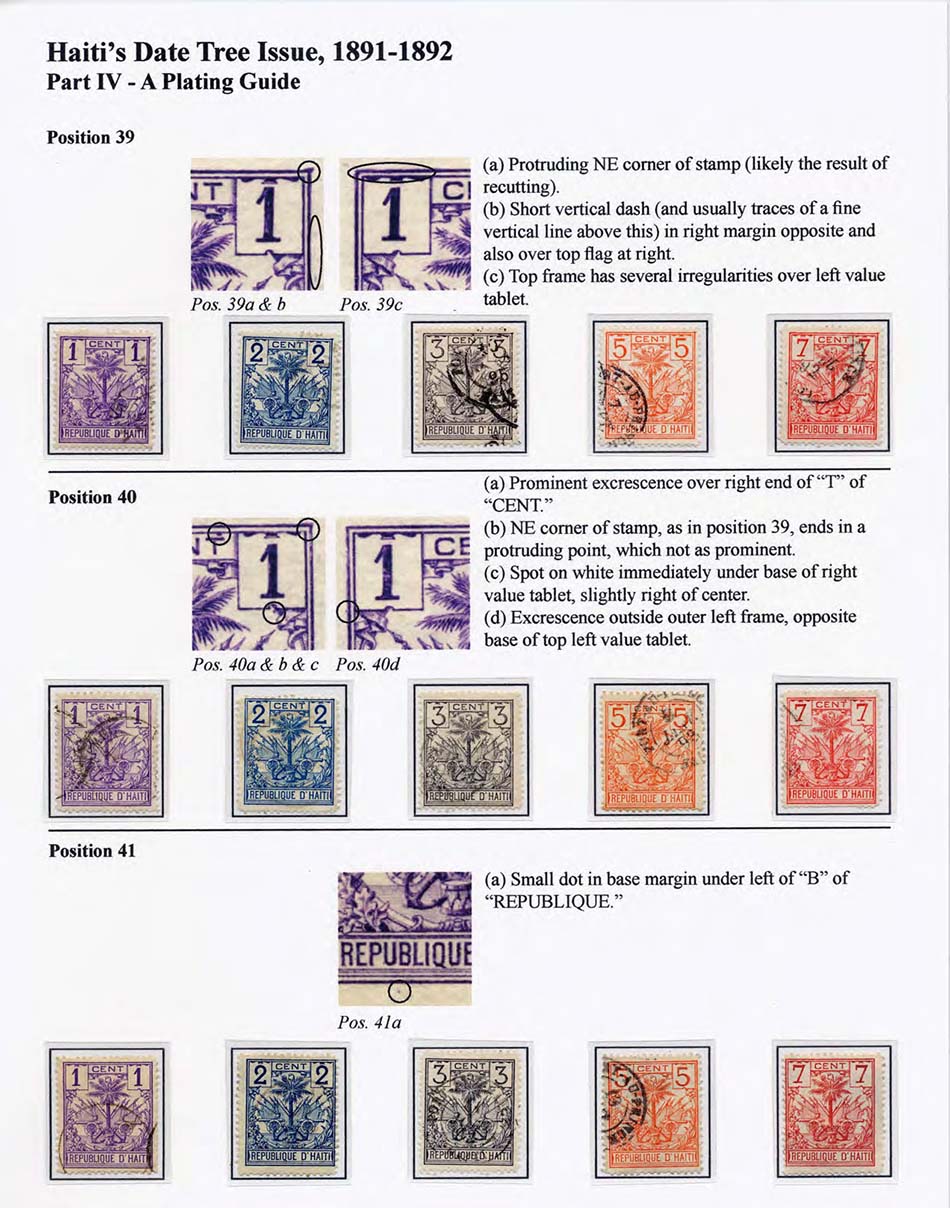 Haiti's Date Tree Issue, 1891-1892
Part IV - A Plating Guide
Position 39
NT 1
1 C
(a) Protruding NE corner of stamp (likely the result of
recutting).
(b) Short vertical dash (and usually traces of a fine
vertical line above this) in right margin opposite and
also over top flag at right.
(c) Top frame has several irregularities over left value
tablet.
Pos. 39a & b
Pos. 39c
1 CENT 1
REPUBLIQUE D'HAITI
2 CENT 2
REPUBLIQUE D'HAITI
3 CENT 3
REPUBLIQUE D'HAITI
5 CENT 5
REPUBLIQUE D'HAITI
7 CENT 7
REPUBLIQUE D'HAITI
Position 40
NT 1
1 CE
(a) Prominent excrescence over right end of "T" of
"CENT."
(b) NE corner of stamp, as in position 39, ends in a
protruding point, which not as prominent.
(c) Spot on white immediately under base of right
value tablet, slightly right of center.
(d) Excrescence outside outer left frame, opposite
base of top left value tablet.
Pos. 40a & b & c
Pos. 40d
1 CENT 1
REPUBLIQUE D'HAITI
2 CENT 2
REPUBLIQUE D'HAITI
3 CENT 3
REPUBLIQUE D'HAITI
5 CENT 5
REPUBLIQUE D'HAITI
7 CENT 7
REPUBLIQUE D'HAITI
Position 41
REPUBLIQUE
(a) Small dot in base margin under left of "B" of
"REPUBLIQUE."
Pos. 41a
1 CENT 1
REPUBLIQUE D'HAITI
2 CENT 2
REPUBLIQUE D'HAITI
3 CENT 3
REPUBLIQUE D'HAITI
CENT 5
REPUBLIQUE D'HAITI
7 CENT 7
REPUBLIQUE D'HAITI